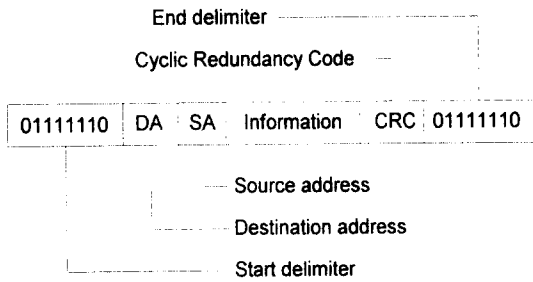 End delimiter
Cyclic Redundancy Code
01111110 DA SA Information CRC 01111110
Source address
Destination address
Start delimiter